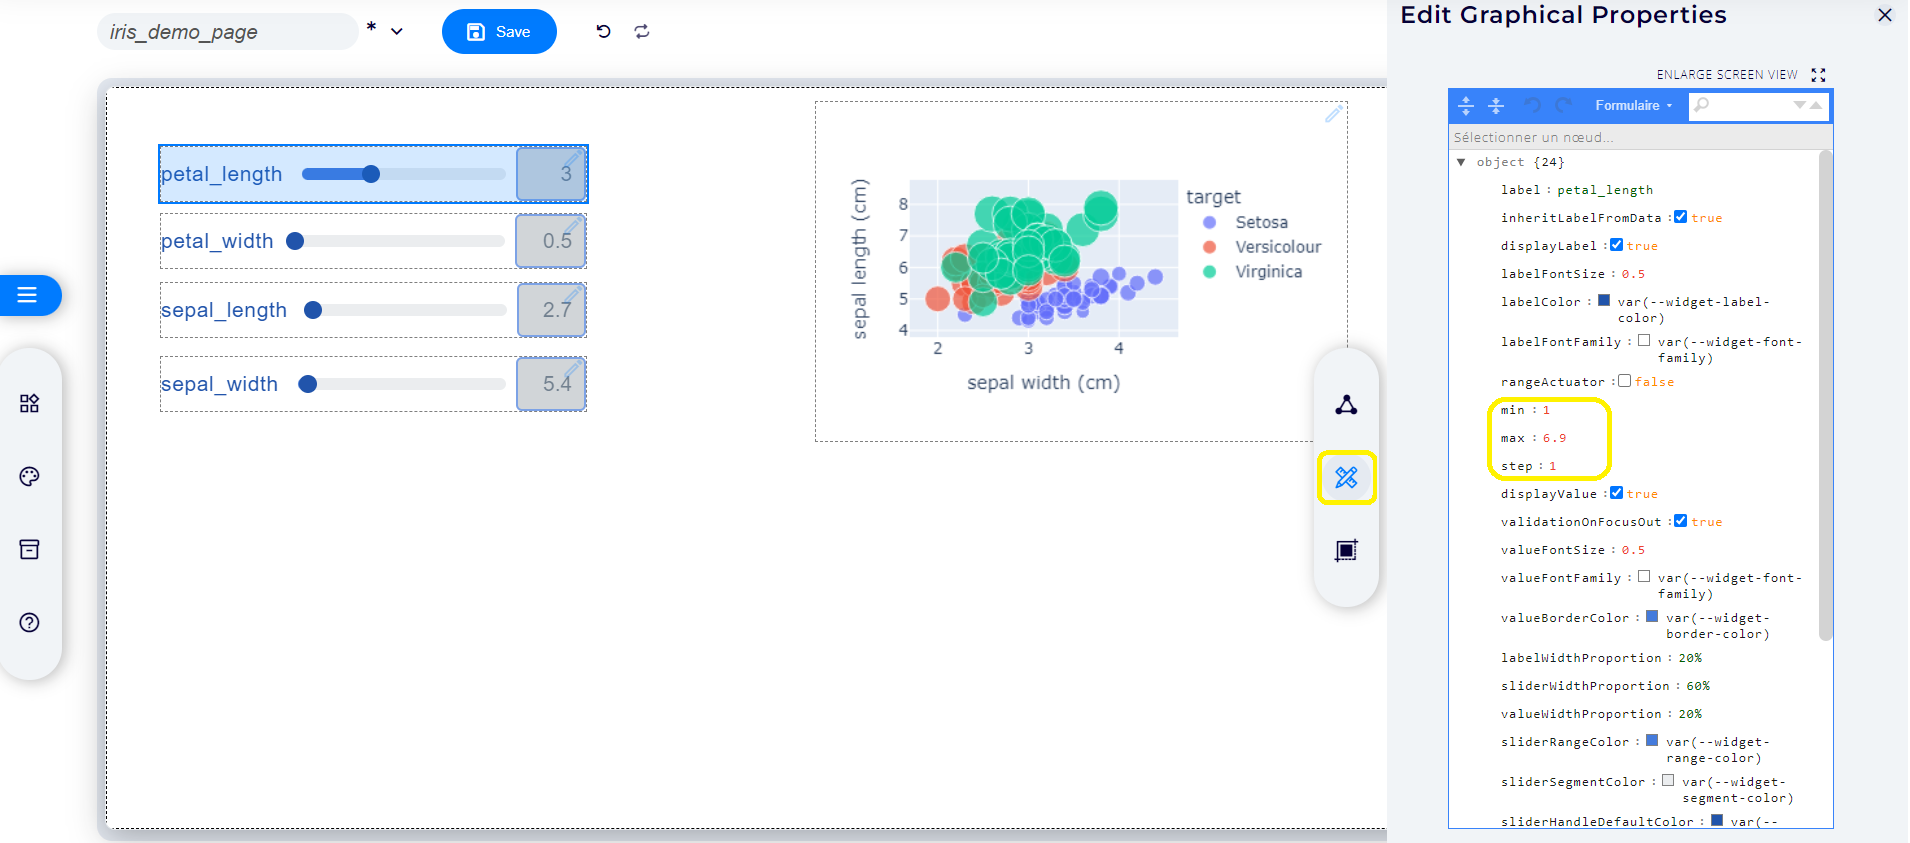 iris_demo_page
*
Save
petal_length
3
petal_width
0.5
sepal_length
2.7
sepal_width
5.4
sepal length (cm)
8
7
6
5
4
2
3
4
sepal width (cm)
target
Setosa
Versicolour
Virginica
Edit Graphical Properties
ENLARGE SCREEN VIEW
Formulaire
Sélectionner un nœud...
object {24}
label : petal_length
inheritLabelFromData : true
displayLabel : true
labelFontSize : 0.5
labelColor : var(--widget-label-
color)
labelFontFamily : var(--widget-font-
family)
rangeActuator : false
min : 1
max : 6.9
step : 1
displayValue : true
validationOnFocusOut : true
valueFontSize : 0.5
valueFontFamily : var(--widget-font-
family)
valueBorderColor : var(--widget-
border-color)
labelWidthProportion : 20%
sliderWidthProportion : 60%
valueWidthProportion : 20%
sliderRangeColor : var(--widget-
range-color)
sliderSegmentColor : var(--widget-
segment-color)
sliderHandleDefaultColor : var(--